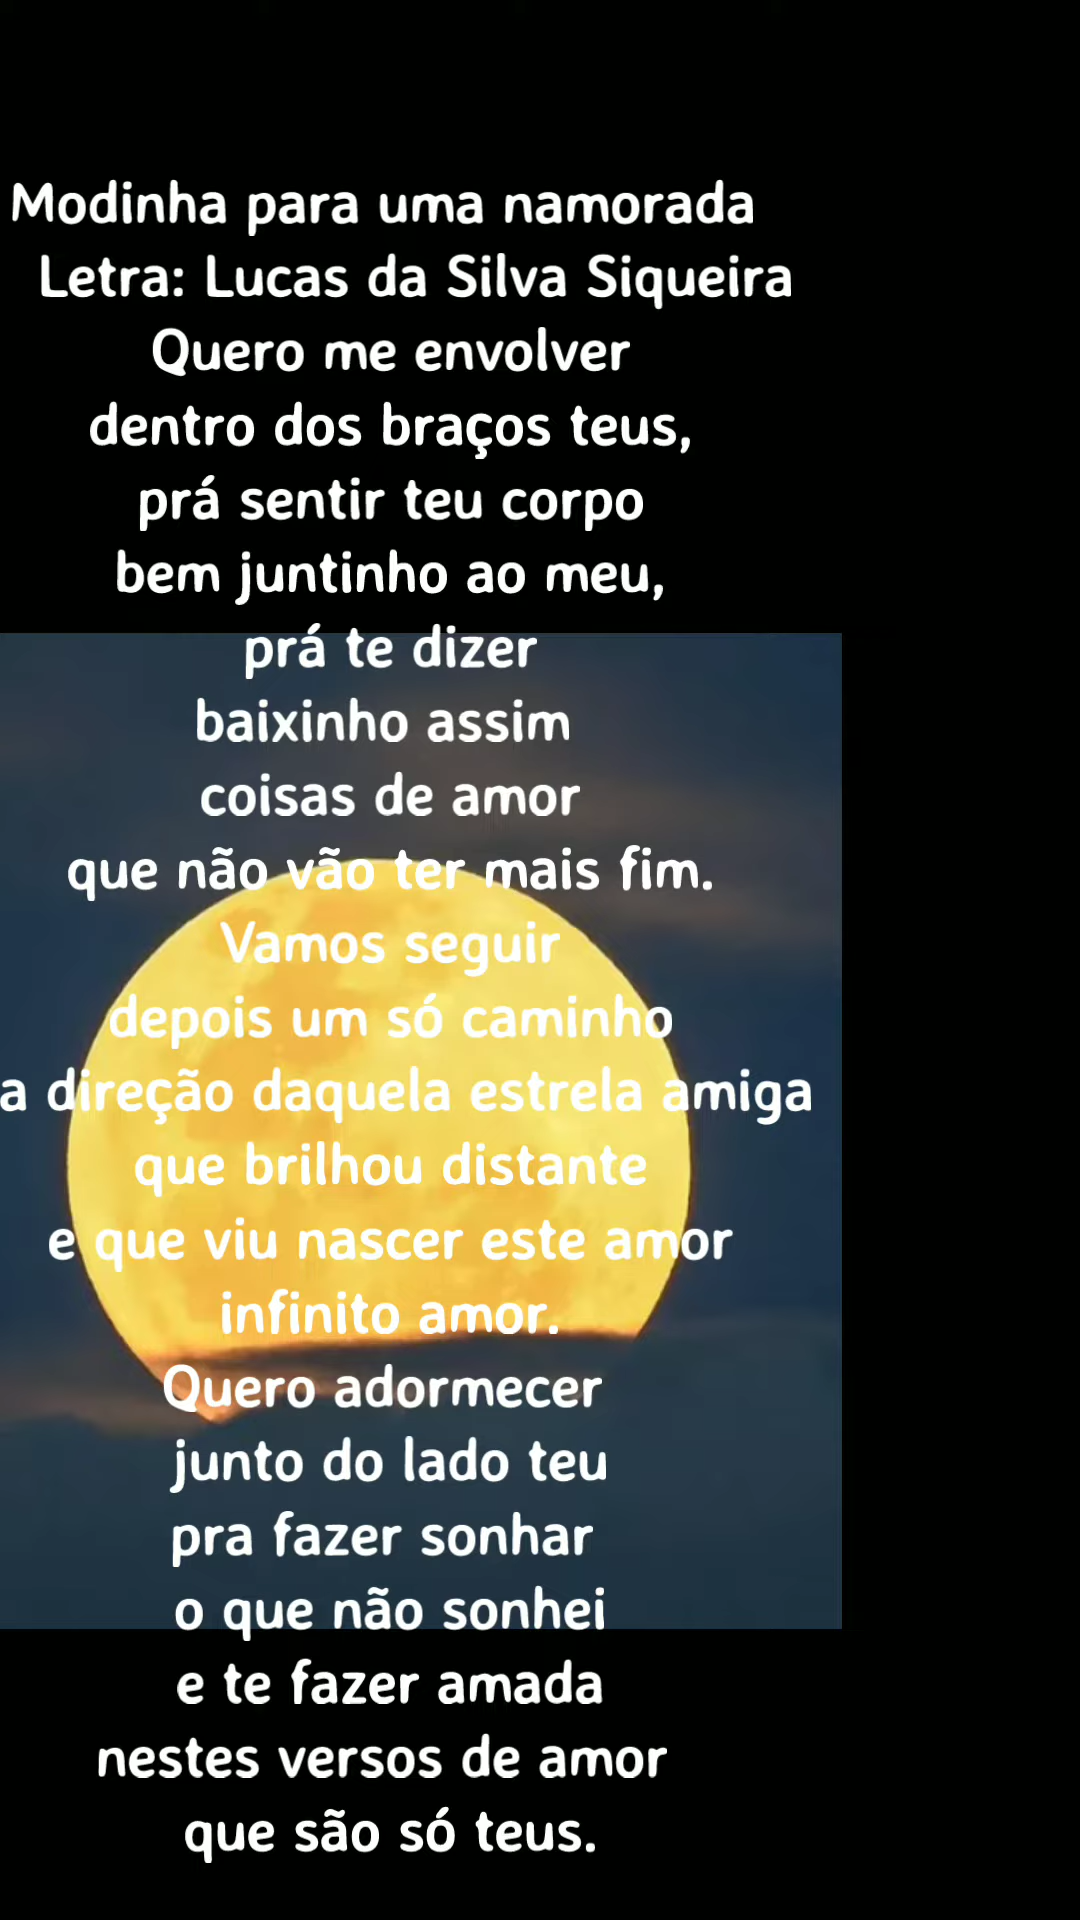 Modinha para uma namorada
Letra: Lucas da Silva Siqueira
Quero me envolver
dentro dos braços teus,
prá sentir teu corpo
bem juntinho ao meu,
prá te dizer
baixinho assim
coisas de amor
que não vão ter mais fim.
Vamos seguir
depois um só caminho
a direção daquela estrela amiga
que brilhou distante
e que viu nascer este amor
infinito amor.
Quero adormecer
junto do lado teu
pra fazer sonhar
o que não sonhei
e te fazer amada
nestes versos de amor
que são só teus.